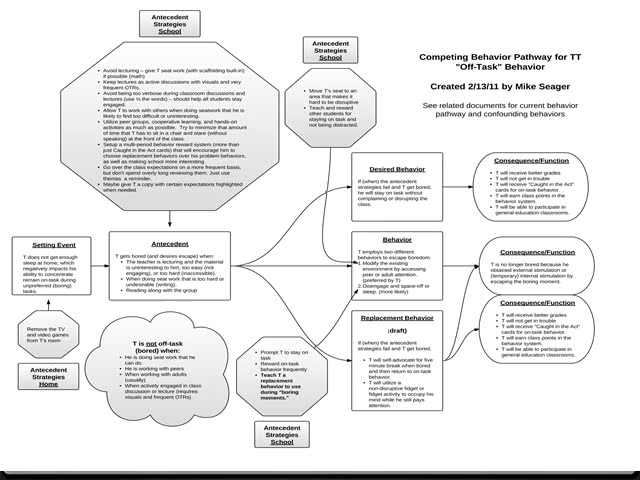 Antecedent
Strategies
School
Antecedent
Strategies
School
Competing Behavior Pathway for TT
"Off-Task" Behavior
Created 2/13/11 by Mike Seager
See related documents for current behavior
pathway and confounding behaviors
Avoid lecturing – give T seat work (with scaffolding built in)
if possible (math)
Keep lectures as active discussions with visuals and very
frequent OTRs.
Avoid being too verbose during classroom discussions and
lectures (use ½ the words) – should help all students stay
engaged.
Allow T to work with others when doing seatwork that he is
likely to find too difficult or uninteresting.
Utilize peer groups, cooperative learning, and hands-
on activities as much as possible. Try to minimize that amount
of time that T has to sit in a chair and stare (without
speaking) at the front of the class.
Setup a multi-period behavior reward system (more than
just Caught in the Act cards) that will encourage him to
choose replacement behaviors over his problem behaviors,
as well as making school more interesting.
Go over the class expectations on a more frequent basis,
but don't spend overly long reviewing them. Just use
them as a reminder.
Maybe give T a copy with certain expectations highlighted
when needed.
Move T's seat to an
area that makes it
hard to be disruptive
Teach and
reward other
students for
staying on task and
not being distracted.
Desired Behavior
If (when) the antecedent
strategies fail and T get bored,
he will stay on task without
complaining or disrupting the
class.
Consequence/Function
T will receive better grades
T will not get in trouble
T will receive "Caught in the Act"
cards for on-task behavior.
T will earn class points in the
behavior system.
T will be able to participate in
general education classrooms.
Setting Event
T does not get enough
sleep at home, which
negatively impacts his
ability to concentrate
remain on-task during
unpreferred (boring)
tasks.
Antecedent
T gets bored (and desires escape) when:
The teacher is lecturing and the material
is uninteresting to him, too easy (not
engaging), or too hard (inaccessible).
When doing seat work that is too hard or
undesirable (writing).
Reading along with the group
Behavior
T employs two different
behaviors to escape boredom.
1. Modify the existing
environment by accessing
peer or adult attention.
(preferred by T)
2. Disengage and space-off or
sleep. (more likely)
Consequence/Function
T is no longer bored because he
obtained external stimulation or
(temporary) internal stimulation by
escaping the boring moment.
Consequence/Function
T will receive better grades
T will not get in trouble
T will receive "Caught in the Act"
cards for on-task behavior.
T will earn class points in the
behavior system.
T will be able to participate in
general education classrooms.
Remove the TV
and video games
from T's room
Antecedent
Strategies
Home
T is not off-task
(bored) when:
He is doing seat work that he
can do.
He is working with peers
When working with adults
(usually)
When actively engaged in class
discussion or lecture (requires
visuals and frequent OTRs)
Prompt T to stay on
task
Reward on-task
behavior frequently
Teach T a
replacement
behavior to use
during "boring
moments."
Antecedent
Strategies
School
Replacement Behavior
(draft)
If (when) the antecedent
strategies fail and T get bored,
T will self-advocate for five
minute break when bored
and then return to on-task
behavior.
T will utilize a
non-disruptive fidget or
fidget activity to occupy his
mind while he still pays
attention.